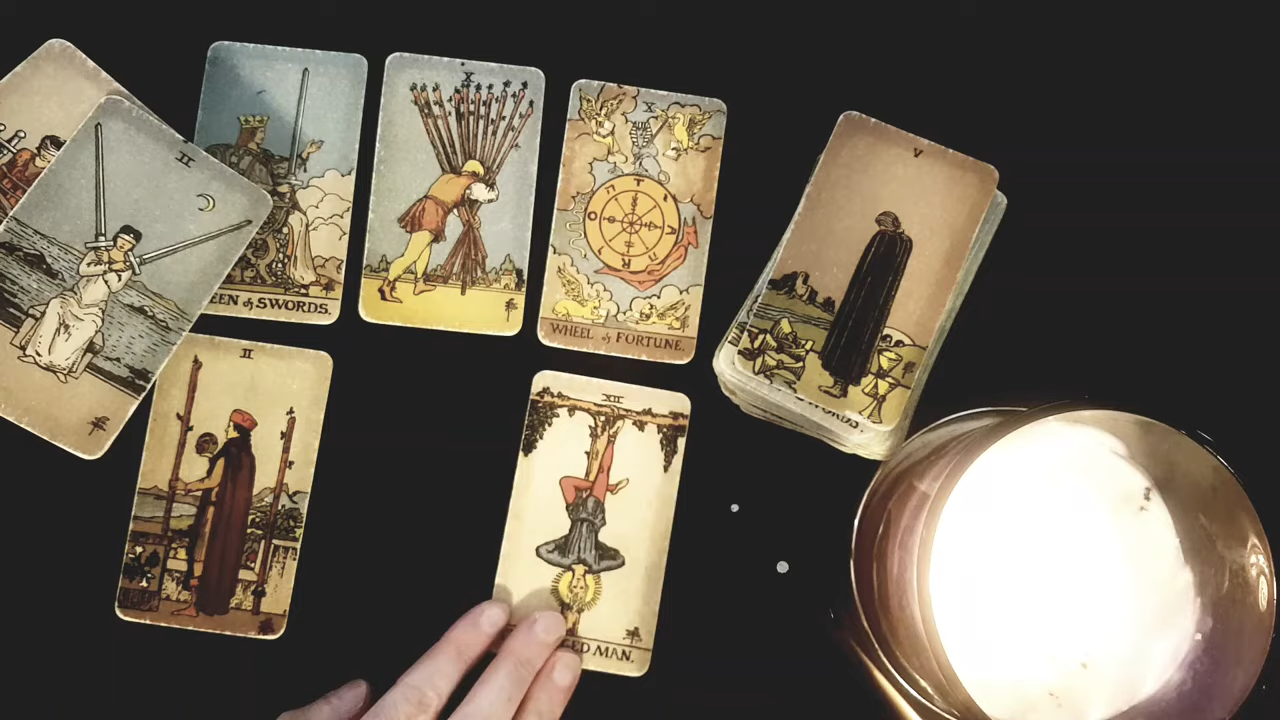 II
EEN of SWORDS.
X
X
WHEEL of FORTUNE.
V
II
XII
ED MAN.